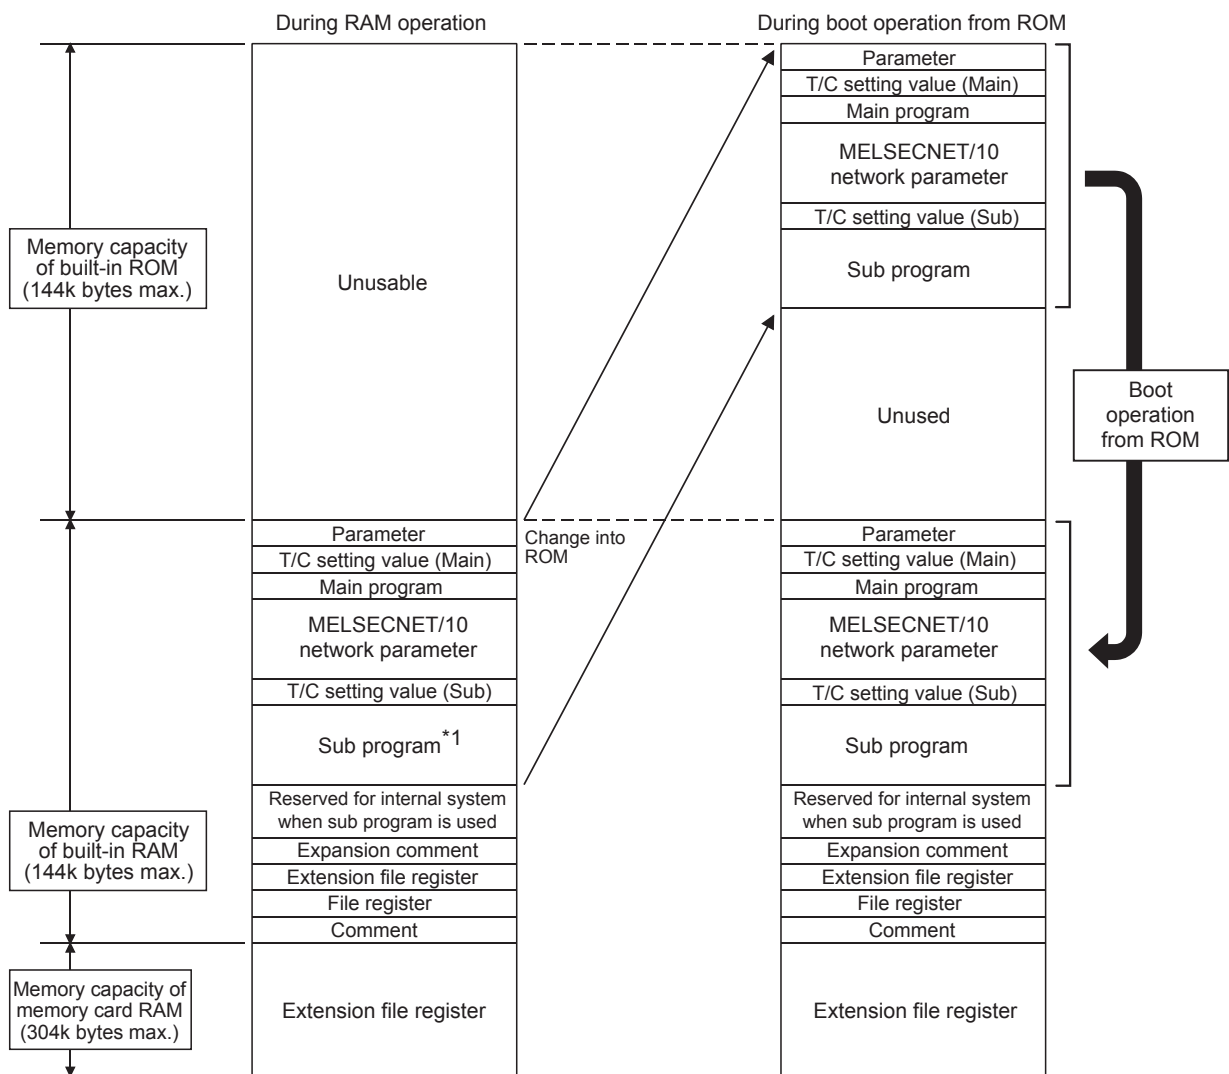 During RAM operation
During boot operation from ROM
Memory capacity
of built-in ROM
(144k bytes max.)
Memory capacity
of built-in RAM
(144k bytes max.)
Memory capacity of
memory card RAM
(304k bytes max.)
Unusable
Parameter
T/C setting value (Main)
Main program
MELSECNET/10
network parameter
T/C setting value (Sub)
Sub program*1
Reserved for internal system
when sub program is used
Expansion comment
Extension file register
File register
Comment
Extension file register
Change into
ROM
Parameter
T/C setting value (Main)
Main program
MELSECNET/10
network parameter
T/C setting value (Sub)
Sub program
Unused
Parameter
T/C setting value (Main)
Main program
MELSECNET/10
network parameter
T/C setting value (Sub)
Sub program
Reserved for internal system
when sub program is used
Expansion comment
Extension file register
File register
Comment
Extension file register
Boot
operation
from ROM